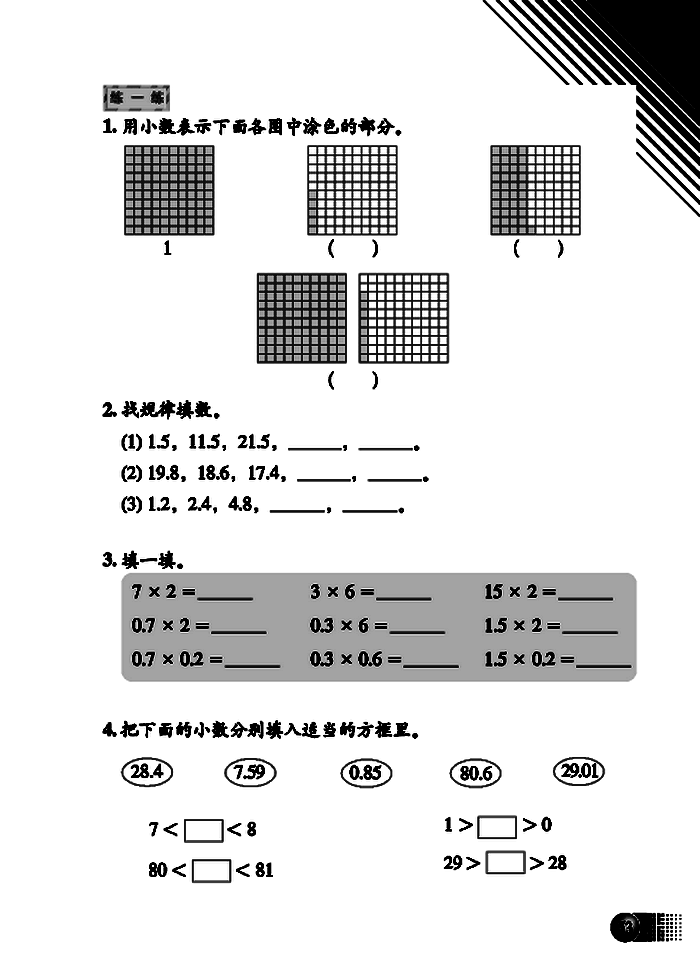 练一练
1. 用小数表示下面各图中涂色的部分。
1 （　） （　）
（　）
2. 找规律填数。
(1) 1.5，11.5，21.5，______，______。
(2) 19.8，18.6，17.4，______，______。
(3) 1.2，2.4，4.8，______，______。
3. 填一填。
7 × 2 =______ 3 × 6 =______ 15 × 2 =______
0.7 × 2 =______ 0.3 × 6 =______ 1.5 × 2 =______
0.7 × 0.2 =______ 0.3 × 0.6 =______ 1.5 × 0.2 =______
4. 把下面的小数分别填入适当的方框里。
28.4 7.59 0.85 80.6 29.01
7 < □ < 8 1 > □ > 0
80 < □ < 81 29 > □ > 28